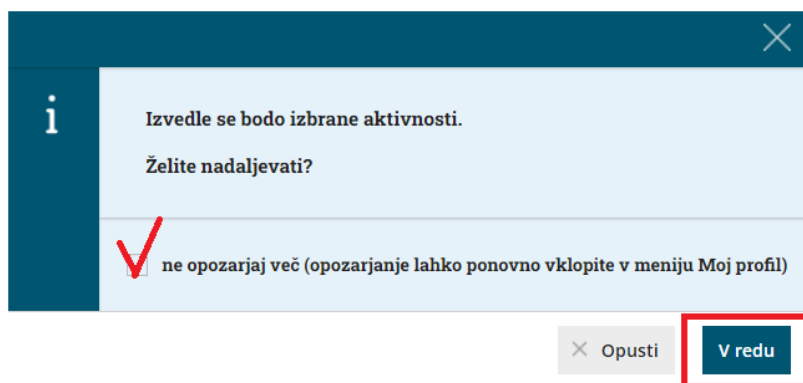 i
Izvedle se bodo izbrane aktivnosti.
Želite nadaljevati?
ne opozarjaj več (opozarjanje lahko ponovno vklopite v meniju Moj profil)
Opusti
V redu